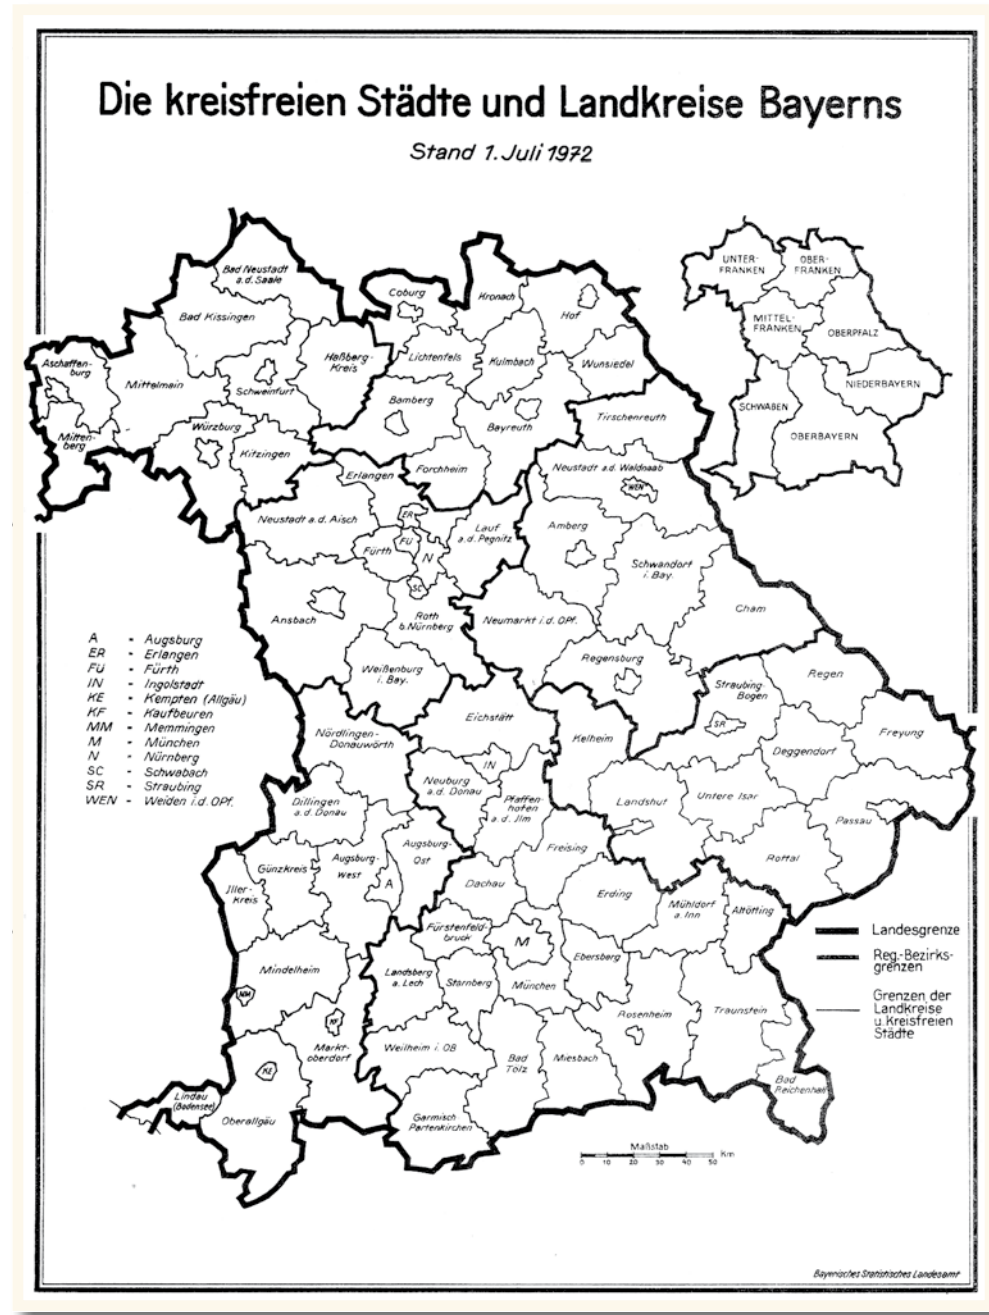 Die kreisfreien Städte und Landkreise Bayerns
Stand 1. Juli 1972
UNTER-
FRANKEN
OBER-
FRANKEN
MITTEL-
FRANKEN
OBERPFALZ
NIEDERBAYERN
SCHWABEN
OBERBAYERN
Bad Neustadt
a.d. Saale
Bad Kissingen
Coburg
Kronach
Hof
Aschaffen-
burg
Mittelmain
Schweinfurt
Haßberg-
Kreis
Lichtenfels
Kulmbach
Wunsiedel
Milten-
berg
Würzburg
Kitzingen
Bamberg
Bayreuth
Tirschenreuth
Erlangen
Forchheim
Neustadt a.d. Waldnaab
WEN
Neustadt a.d. Aisch
ER
FÜ
Fürth
N
Lauf
a.d. Pegnitz
Amberg
Schwandorf
i. Bay.
Ansbach
SC
Roth
b. Nürnberg
Neumarkt i.d. OPf.
Cham
Weißenburg
i. Bay.
Regensburg
Straubing-
Bogen
Regen
SR
Nördlingen-
Donauwörth
Eichstätt
Kelheim
Deggendorf
Freyung
IN
Neuburg
a.d. Donau
Pfaffen-
hofen
a.d. Jlm
Landshut
Untere Isar
Passau
Dillingen
a.d. Donau
Augsburg-
Ost
Freising
Rottal
Günzkreis
Augsburg-
West
A
Jller-
kreis
Dachau
Erding
Mühldorf
a. Inn
Altötting
Fürstenfeld-
bruck
M
Ebersberg
Mindelheim
MM
Landsberg
a. Lech
Starnberg
München
Rosenheim
Traunstein
KF
Markt-
oberdorf
Weilheim i. OB
Bad
Tölz
Miesbach
Bad
Reichenhall
KE
Lindau
(Bodensee)
Oberallgäu
Garmisch-
Partenkirchen
A - Augsburg
ER - Erlangen
FÜ - Fürth
IN - Ingolstadt
KE - Kempten (Allgäu)
KF - Kaufbeuren
MM - Memmingen
M - München
N - Nürnberg
SC - Schwabach
SR - Straubing
WEN - Weiden i.d. OPf.
Landesgrenze
Reg.-Bezirks-
grenzen
Grenzen der
Landkreise
u. Kreisfreien
Städte
Maßstab
0 10 20 30 40 50 Km
Bayerisches Statistisches Landesamt